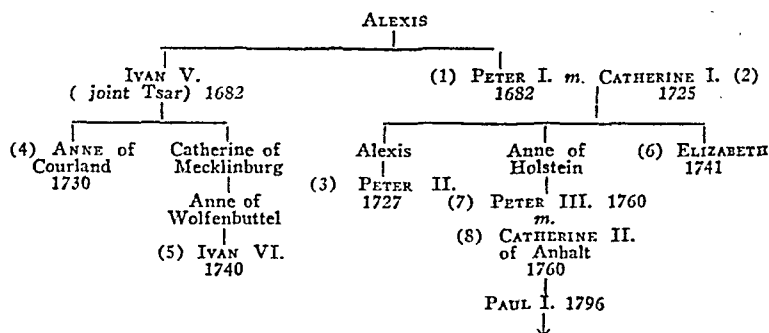 ALEXIS
IVAN V. (1) PETER I. m. CATHERINE I. (2)
( joint Tsar) 1682 1682 1725
(4) ANNE of Catherine of Alexis Anne of (6) ELIZABETH
Courland Mecklinburg Holstein 1741
1730 (3) PETER II. (7) PETER III. 1760
Anne of 1727 m.
Wolfenbuttel (8) CATHERINE II.
(5) IVAN VI. of Anhalt
1740 1760
PAUL I. 1796